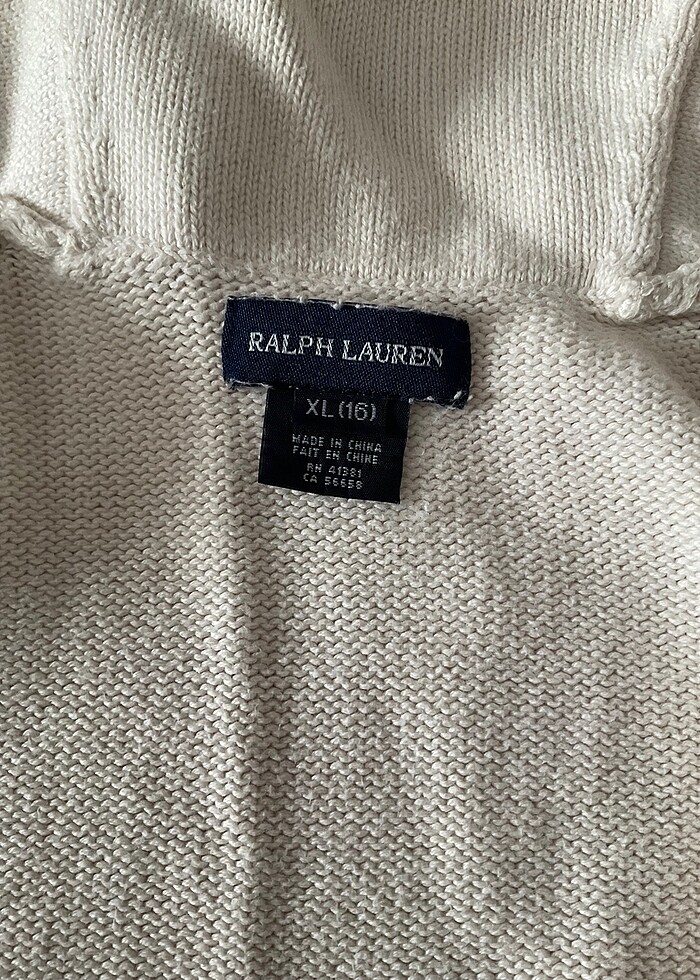 RALPH LAUREN
XL (16)
MADE IN CHINA
FAIT EN CHINE
RN 41381
CA 56658